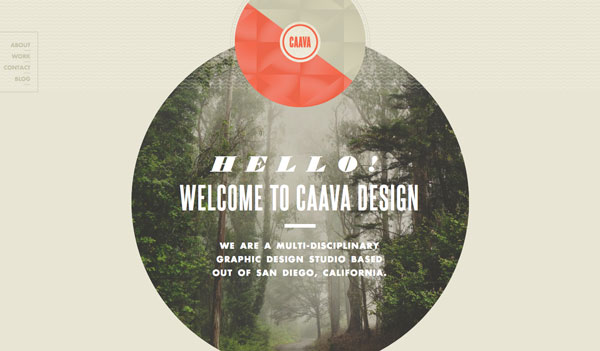 ABOUT
WORK
CONTACT
BLOG
CAAVA
HELLO!
WELCOME TO CAAVA DESIGN
WE ARE A MULTI-DISCIPLINARY
GRAPHIC DESIGN STUDIO BASED
OUT OF SAN DIEGO, CALIFORNIA.